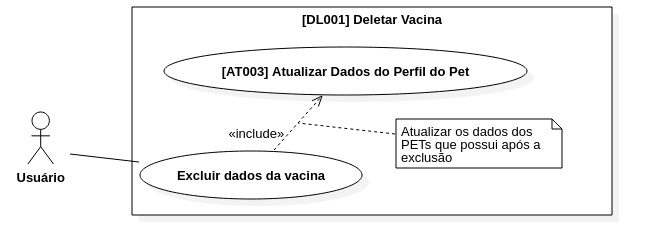 [DL001] Deletar Vacina
[AT003] Atualizar Dados do Perfil do Pet
«include»
Atualizar os dados dos
PETs que possui após a
exclusão
Usuário
Excluir dados da vacina